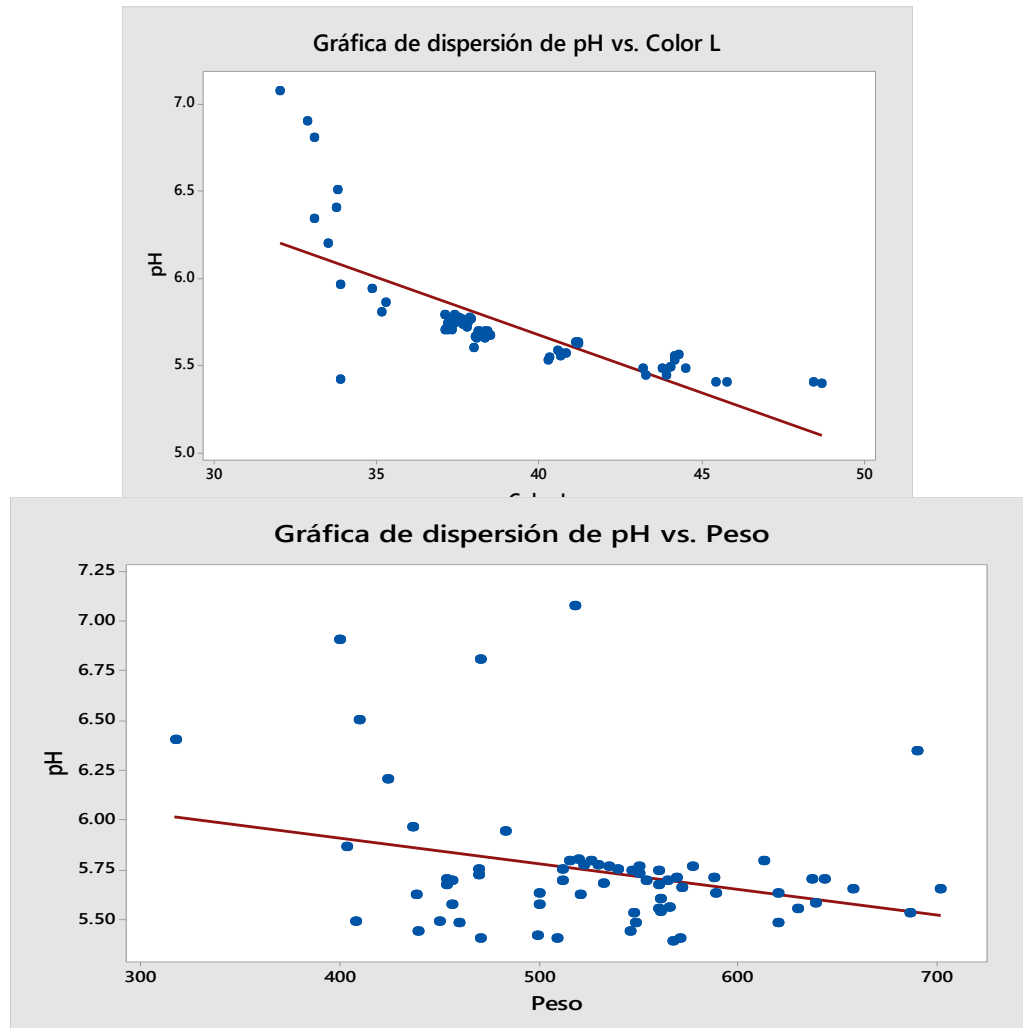 Gráfica de dispersión de pH vs. Color L
7.0
6.5
6.0
5.5
5.0
pH
30 35 40 45 50
Gráfica de dispersión de pH vs. Peso
7.25
7.00
6.75
6.50
6.25
6.00
5.75
5.50
pH
300 400 500 600 700
Peso